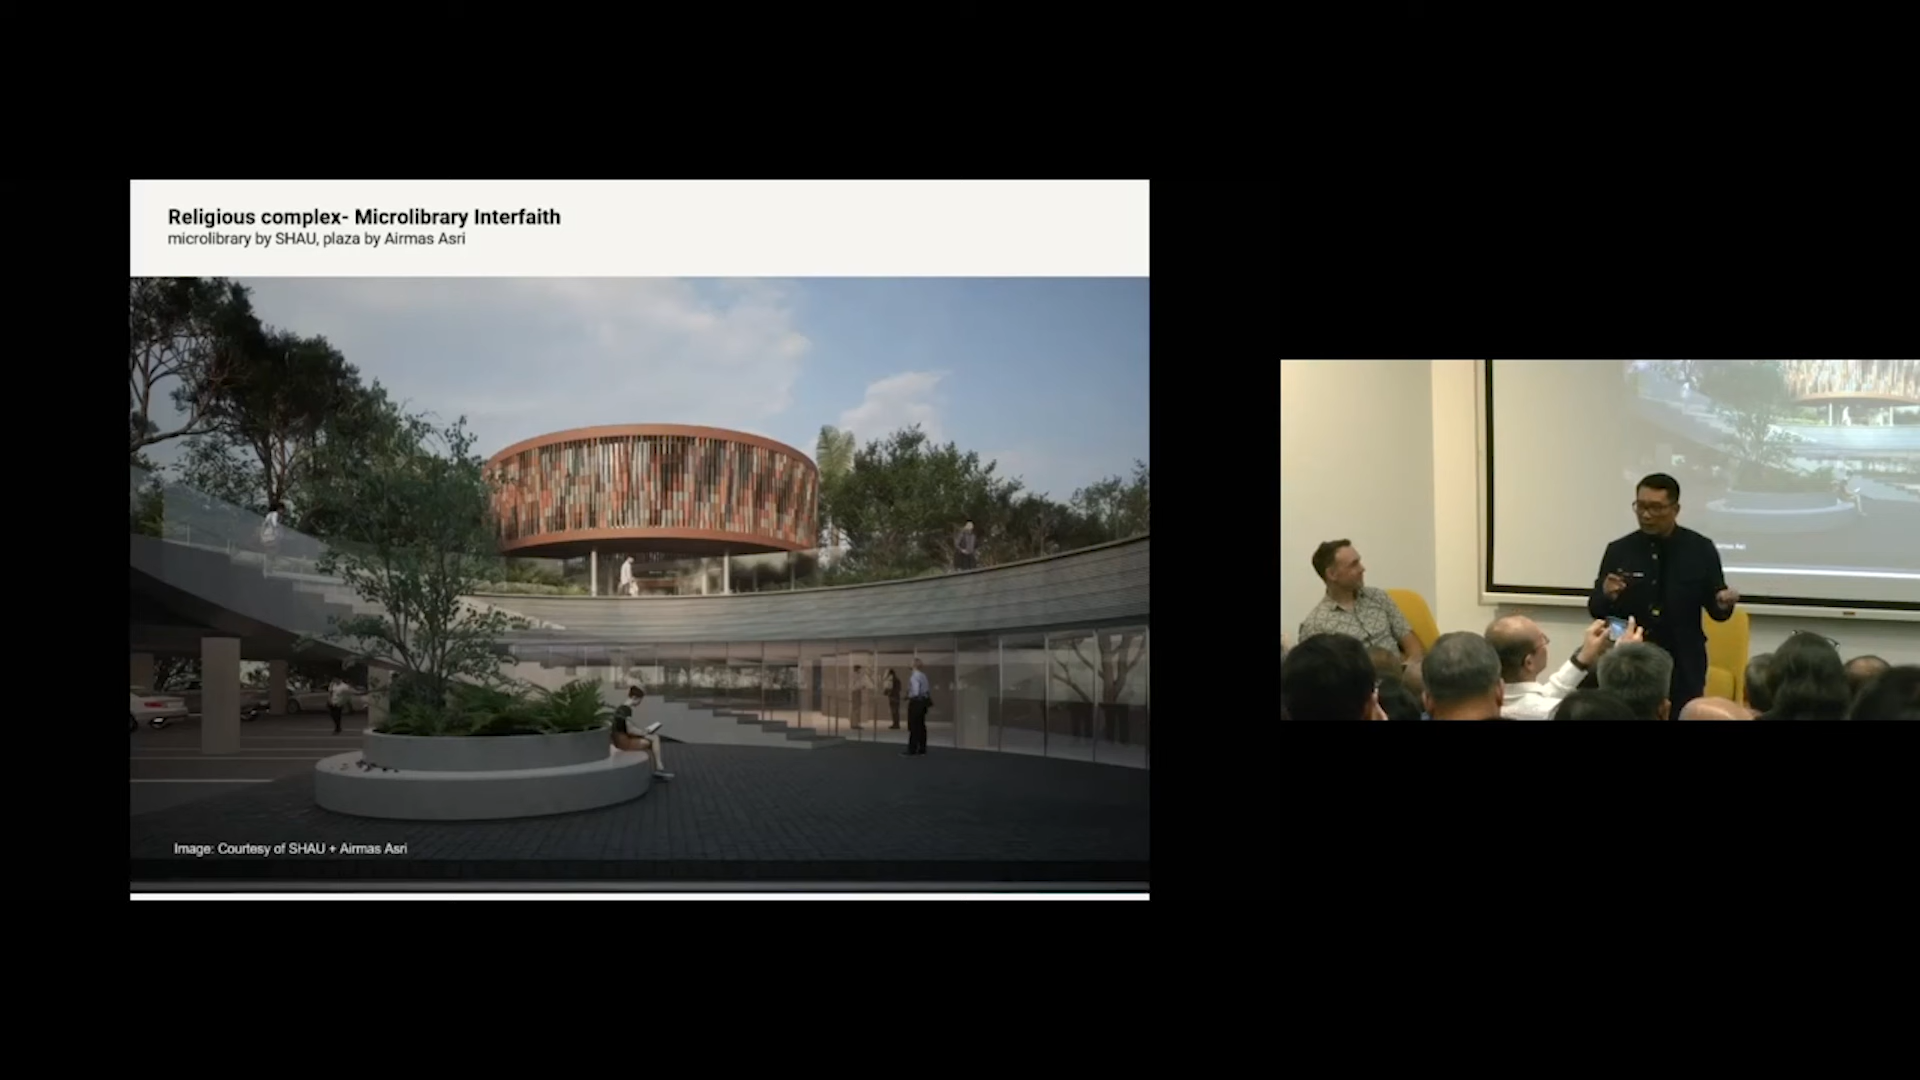 Religious complex- Microlibrary Interfaith
microlibrary by SHAU, plaza by Airmas Asri
Image: Courtesy of SHAU + Airmas Asri